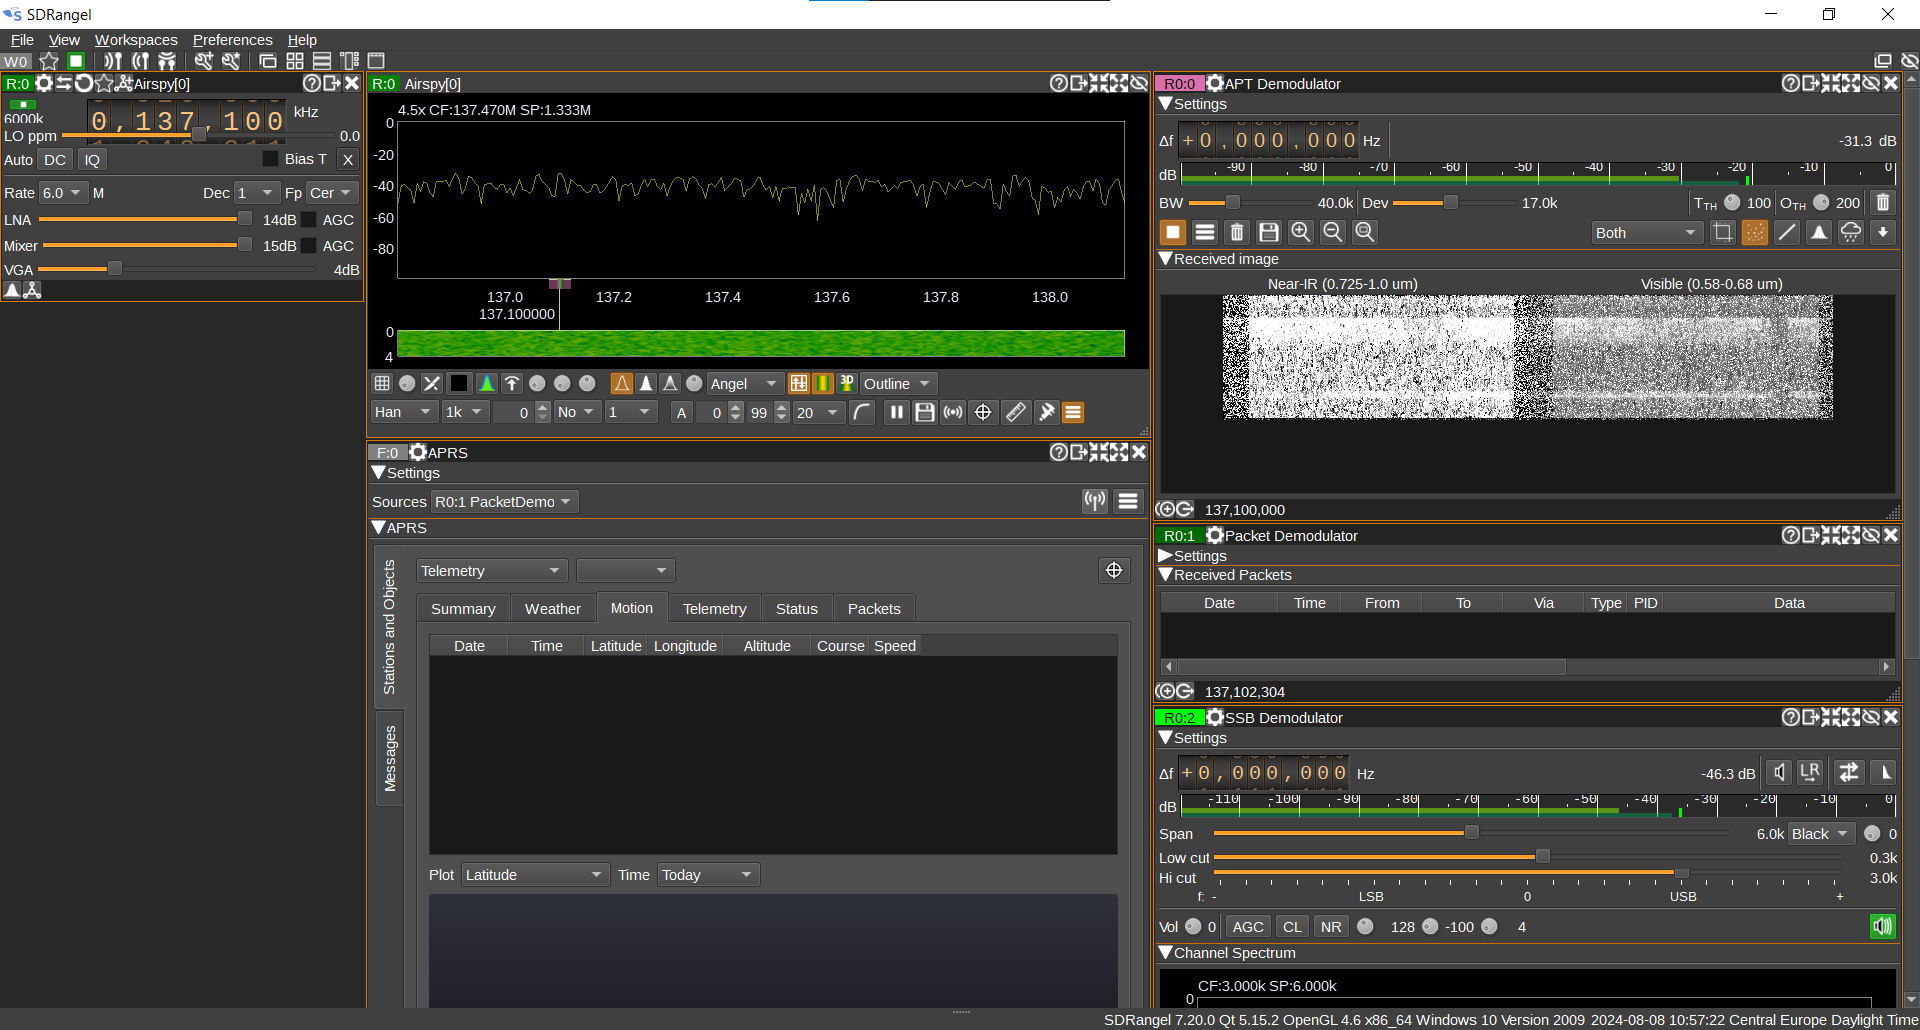 SDRangel
File View Workspaces Preferences Help
W0
R:0 Airspy[0]
6000k
0,137,100 kHz
LO ppm 0.0
Auto DC IQ Bias T X
Rate 6.0 M Dec 1 Fp Cer
LNA 14dB AGC
Mixer 15dB AGC
VGA 4dB
R:0 Airspy[0]
4.5x CF:137.470M SP:1.333M
0
-20
-40
-60
-80
137.0 137.2 137.4 137.6 137.8 138.0
137.100000
0
4
3D Angel Outline
Han 1k 0 No 1 A 0 99 20
F:0 APRS
Settings
Sources R0:1 PacketDemo
APRS
Stations and Objects
Messages
Telemetry
Summary Weather Motion Telemetry Status Packets
Date Time Latitude Longitude Altitude Course Speed
Plot Latitude Time Today
R0:0 APT Demodulator
Settings
Δf +0,000,000 Hz -31.3 dB
dB -90 -80 -70 -60 -50 -40 -30 -20 -10 0
BW 40.0k Dev 17.0k TTH 100 OTH 200
Both
Received image
Near-IR (0.725-1.0 um) Visible (0.58-0.68 um)
137,100,000
R0:1 Packet Demodulator
Settings
Received Packets
Date Time From To Via Type PID Data
137,102,304
R0:2 SSB Demodulator
Settings
Δf +0,000,000 Hz -46.3 dB LR
dB -110 -100 -90 -80 -70 -60 -50 -40 -30 -20 -10 0
Span 6.0k Black 0
Low cut 0.3k
Hi cut 3.0k
f: - LSB 0 USB +
Vol 0 AGC CL NR 128 -100 4
Channel Spectrum
CF:3.000k SP:6.000k
0
SDRangel 7.20.0 Qt 5.15.2 OpenGL 4.6 x86_64 Windows 10 Version 2009 2024-08-08 10:57:22 Central Europe Daylight Time